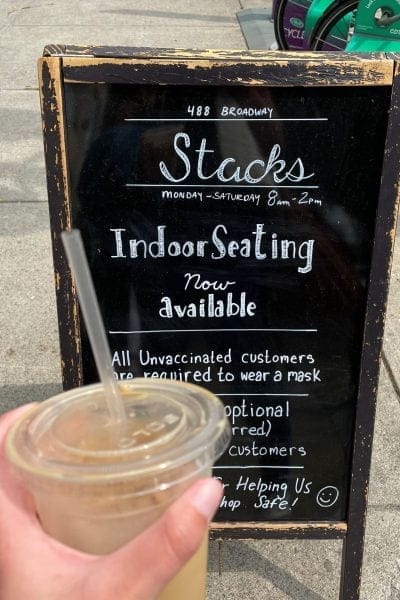 488 BROADWAY
Stacks
MONDAY-SATURDAY 8am-2pm
Indoor Seating
Now
available
All Unvaccinated customers
are required to wear a mask
optional
customers
Helping Us
Safe!